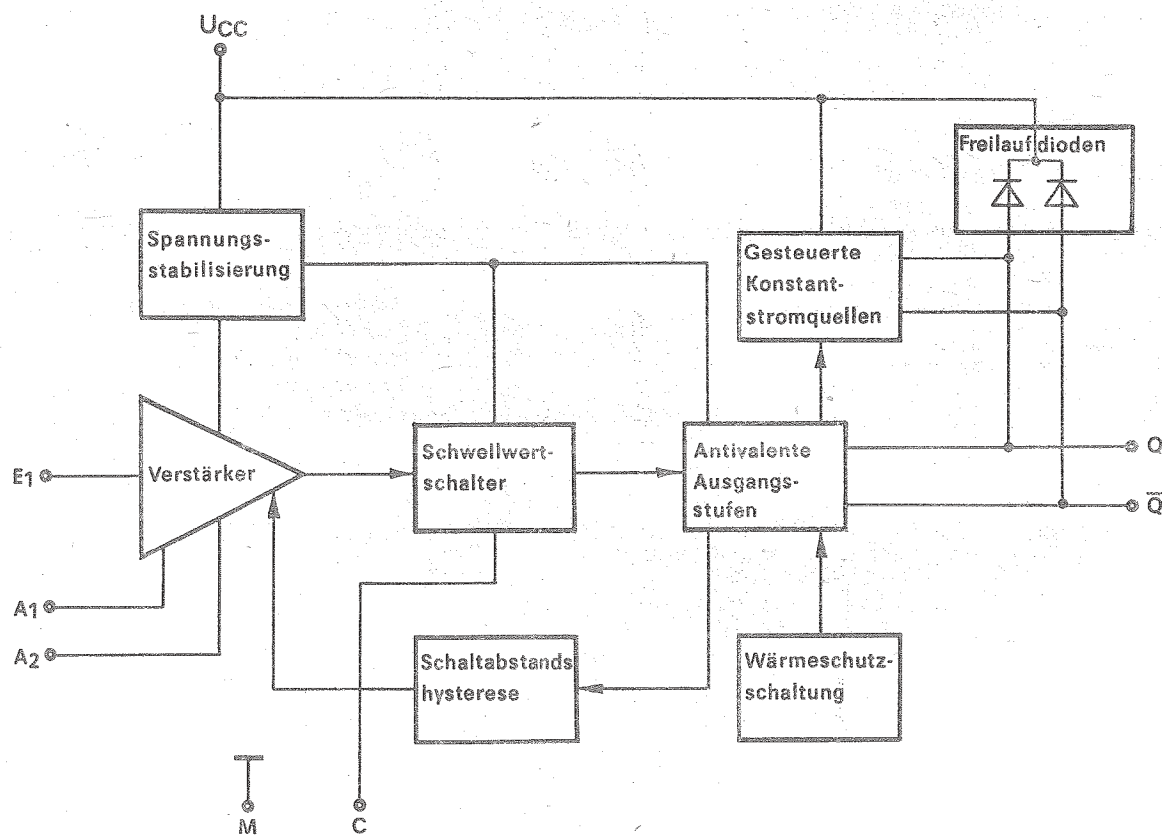 UCC
Freilaufdioden
Spannungs-
stabilisierung
Gesteuerte
Konstant-
stromquellen
E1
Verstärker
Schwellwert-
schalter
Antivalente
Ausgangs-
stufen
Q
Q̅
A1
A2
Schaltabstands
hysterese
Wärmeschutz-
schaltung
M
C